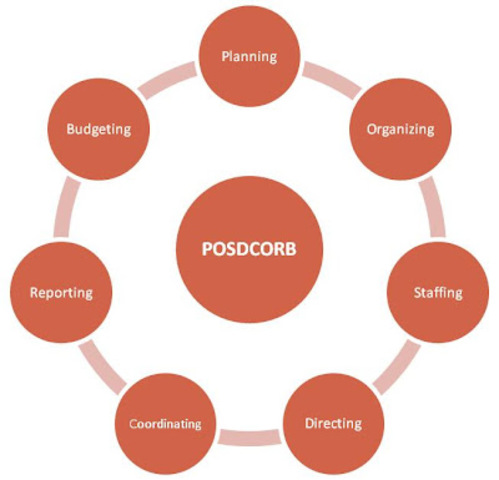 Planning
Organizing
Staffing
Directing
Coordinating
Reporting
Budgeting
POSDCORB